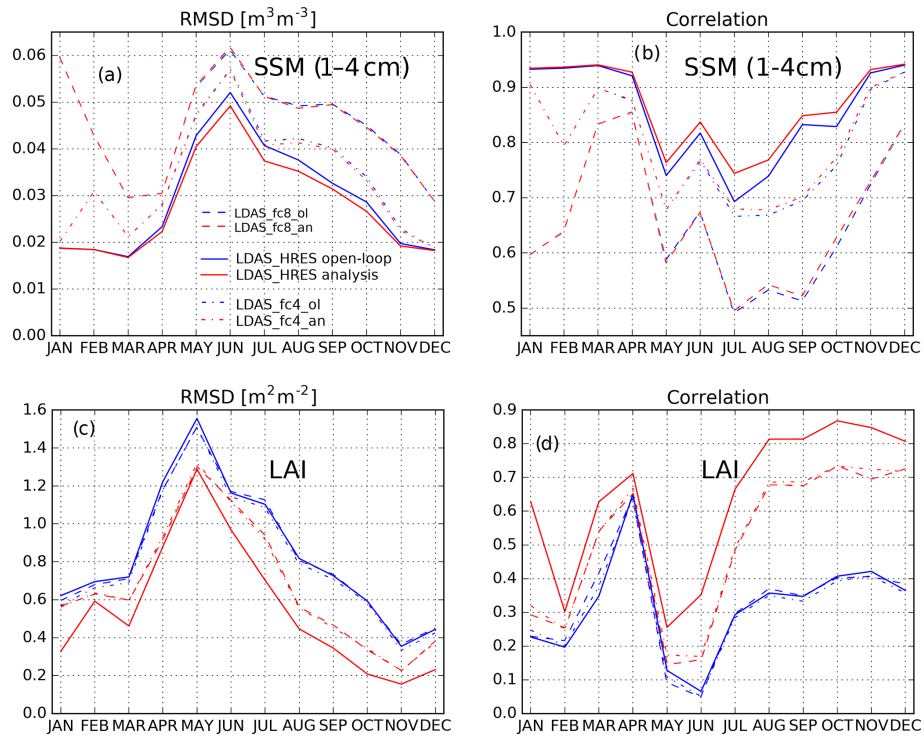 RMSD [m³m⁻³]
(a)
SSM (1–4cm)
0.06
0.05
0.04
0.03
0.02
0.01
0.00
LDAS_fc8_ol
LDAS_fc8_an
LDAS_HRES open-loop
LDAS_HRES analysis
LDAS_fc4_ol
LDAS_fc4_an
JAN FEB MAR APR MAY JUN JUL AUG SEP OCT NOV DEC
Correlation
(b)
SSM (1-4cm)
1.0
0.9
0.8
0.7
0.6
0.5
JAN FEB MAR APR MAY JUN JUL AUG SEP OCT NOV DEC
RMSD [m²m⁻²]
(c)
LAI
1.6
1.4
1.2
1.0
0.8
0.6
0.4
0.2
0.0
JAN FEB MAR APR MAY JUN JUL AUG SEP OCT NOV DEC
Correlation
(d)
LAI
0.9
0.8
0.7
0.6
0.5
0.4
0.3
0.2
0.1
0.0
JAN FEB MAR APR MAY JUN JUL AUG SEP OCT NOV DEC